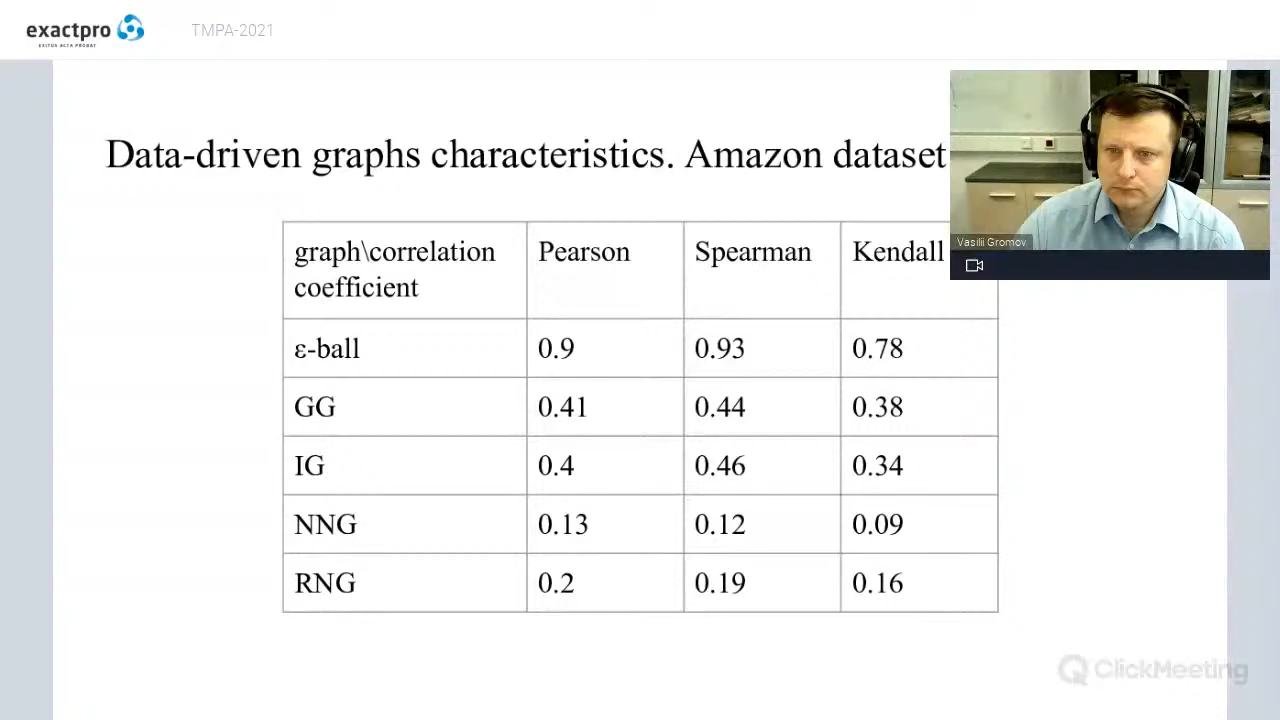 exactpro
EXITUS ACTA PROBAT
TMPA-2021
Data-driven graphs characteristics. Amazon dataset
Vasilii Gromov
graph\correlation coefficient Pearson Spearman Kendall
ε-ball 0.9 0.93 0.78
GG 0.41 0.44 0.38
IG 0.4 0.46 0.34
NNG 0.13 0.12 0.09
RNG 0.2 0.19 0.16
ClickMeeting